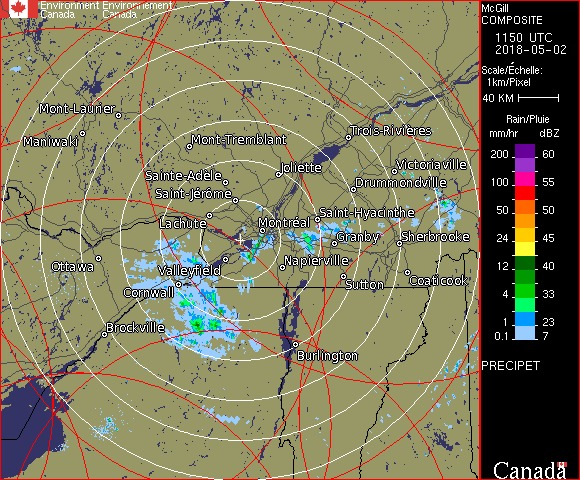 Environment Environnement
Canada Canada
McGill
COMPOSITE
1150 UTC
2018-05-02
Scale/Échelle:
1km/Pixel
40 KM
Rain/Pluie
mm/hr dBZ
200 60
150 57
100 55
50 50
24 45
12 40
4 33
1 23
0.1 7
PRECIPET
Canada
Mont-Laurier
Maniwaki
Mont-Tremblant
Trois-Rivières
Joliette
Victoriaville
Sainte-Adèle
Drummondville
Saint-Jérôme
Lachute
Saint-Hyacinthe
Montréal
Granby
Sherbrooke
Ottawa
Valleyfield
Napierville
Cornwall
Sutton
Coaticook
Brockville
Burlington